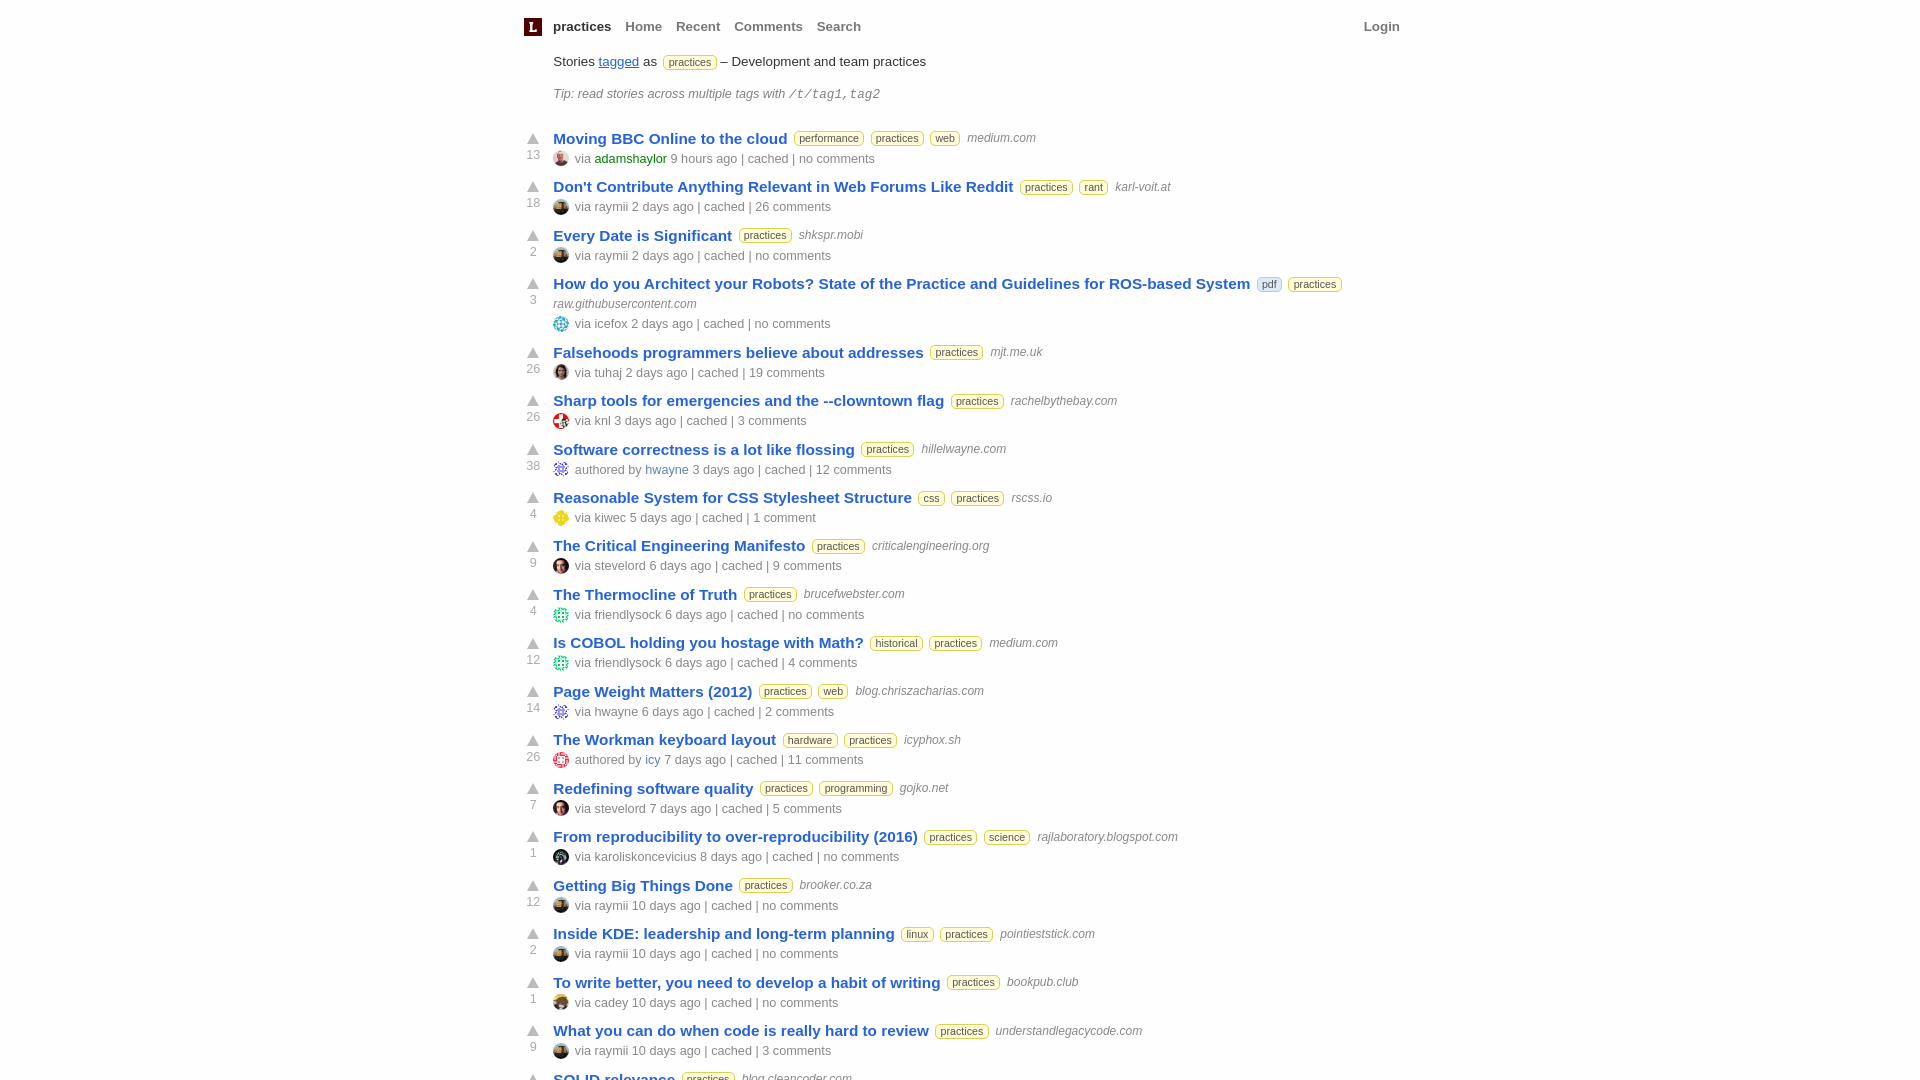 L practices Home Recent Comments Search Login
Stories tagged as practices – Development and team practices
Tip: read stories across multiple tags with /t/tag1,tag2
Moving BBC Online to the cloud performance practices web medium.com
13 via adamshaylor 9 hours ago | cached | no comments
Don't Contribute Anything Relevant in Web Forums Like Reddit practices rant karl-voit.at
18 via raymii 2 days ago | cached | 26 comments
Every Date is Significant practices shkspr.mobi
2 via raymii 2 days ago | cached | no comments
How do you Architect your Robots? State of the Practice and Guidelines for ROS-based System pdf practices
3 raw.githubusercontent.com
via icefox 2 days ago | cached | no comments
Falsehoods programmers believe about addresses practices mjt.me.uk
26 via tuhaj 2 days ago | cached | 19 comments
Sharp tools for emergencies and the --clowntown flag practices rachelbythebay.com
26 via knl 3 days ago | cached | 3 comments
Software correctness is a lot like flossing practices hillelwayne.com
38 authored by hwayne 3 days ago | cached | 12 comments
Reasonable System for CSS Stylesheet Structure css practices rscss.io
4 via kiwec 5 days ago | cached | 1 comment
The Critical Engineering Manifesto practices criticalengineering.org
9 via stevelord 6 days ago | cached | 9 comments
The Thermocline of Truth practices brucefwebster.com
4 via friendlysock 6 days ago | cached | no comments
Is COBOL holding you hostage with Math? historical practices medium.com
12 via friendlysock 6 days ago | cached | 4 comments
Page Weight Matters (2012) practices web blog.chriszacharias.com
14 via hwayne 6 days ago | cached | 2 comments
The Workman keyboard layout hardware practices icyphox.sh
26 authored by icy 7 days ago | cached | 11 comments
Redefining software quality practices programming gojko.net
7 via stevelord 7 days ago | cached | 5 comments
From reproducibility to over-reproducibility (2016) practices science rajlaboratory.blogspot.com
1 via karoliskoncevicius 8 days ago | cached | no comments
Getting Big Things Done practices brooker.co.za
12 via raymii 10 days ago | cached | no comments
Inside KDE: leadership and long-term planning linux practices pointieststick.com
2 via raymii 10 days ago | cached | no comments
To write better, you need to develop a habit of writing practices bookpub.club
1 via cadey 10 days ago | cached | no comments
What you can do when code is really hard to review practices understandlegacycode.com
9 via raymii 10 days ago | cached | 3 comments
SOLID relevance practices blog.cleancoder.com